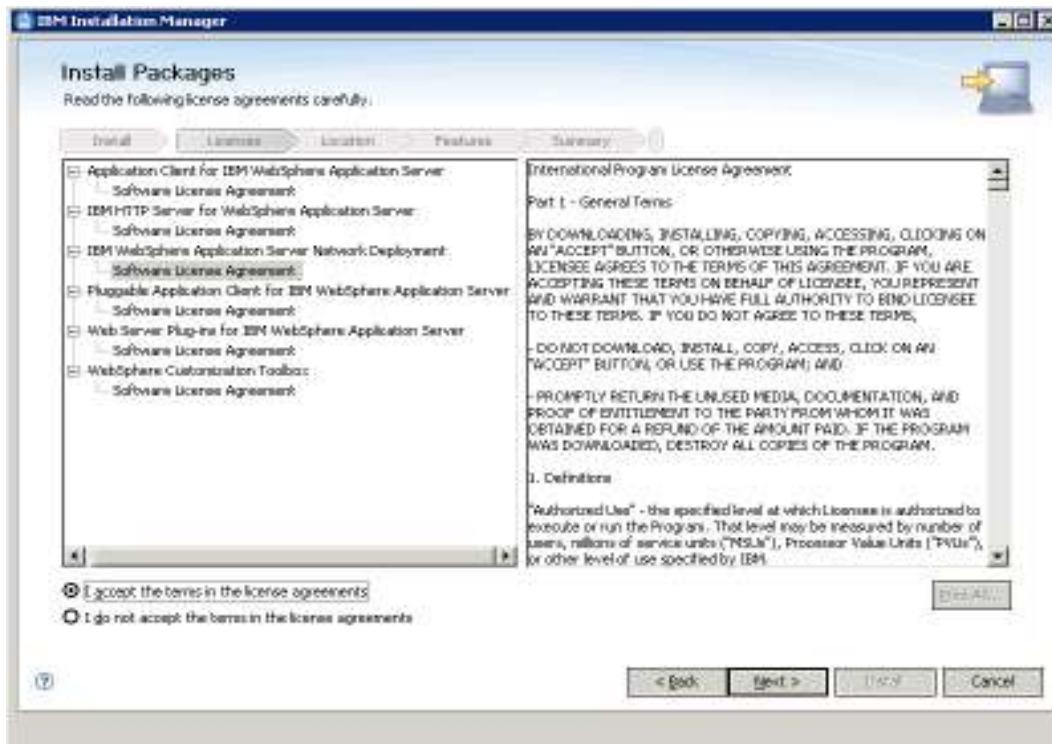 IBM Installation Manager
Install Packages
Read the following license agreements carefully.
Install
Licenses
Location
Features
Summary
Application Client for IBM WebSphere Application Server
Software License Agreement
IBM HTTP Server for WebSphere Application Server
Software License Agreement
IBM WebSphere Application Server Network Deployment
Software License Agreement
Pluggable Application Client for IBM WebSphere Application Server
Software License Agreement
Web Server Plug-ins for IBM WebSphere Application Server
Software License Agreement
WebSphere Customization Toolbox
Software License Agreement
International Program License Agreement
Part 1 - General Terms
BY DOWNLOADING, INSTALLING, COPYING, ACCESSING, CLICKING ON
AN "ACCEPT" BUTTON, OR OTHERWISE USING THE PROGRAM,
LICENSEE AGREES TO THE TERMS OF THIS AGREEMENT. IF YOU ARE
ACCEPTING THESE TERMS ON BEHALF OF LICENSEE, YOU REPRESENT
AND WARRANT THAT YOU HAVE FULL AUTHORITY TO BIND LICENSEE
TO THESE TERMS. IF YOU DO NOT AGREE TO THESE TERMS,
- DO NOT DOWNLOAD, INSTALL, COPY, ACCESS, CLICK ON AN
"ACCEPT" BUTTON, OR USE THE PROGRAM; AND
- PROMPTLY RETURN THE UNUSED MEDIA, DOCUMENTATION, AND
PROOF OF ENTITLEMENT TO THE PARTY FROM WHOM IT WAS
OBTAINED FOR A REFUND OF THE AMOUNT PAID. IF THE PROGRAM
WAS DOWNLOADED, DESTROY ALL COPIES OF THE PROGRAM.
1. Definitions
"Authorized Use" - the specified level at which Licensee is authorized to
execute or run the Program. That level may be measured by number of
users, millions of service units ("MSUs"), Processor Value Units ("PVUs"),
or other level of use specified by IBM.
I accept the terms in the license agreements
I do not accept the terms in the license agreements
Print All...
< Back
Next >
Install
Cancel